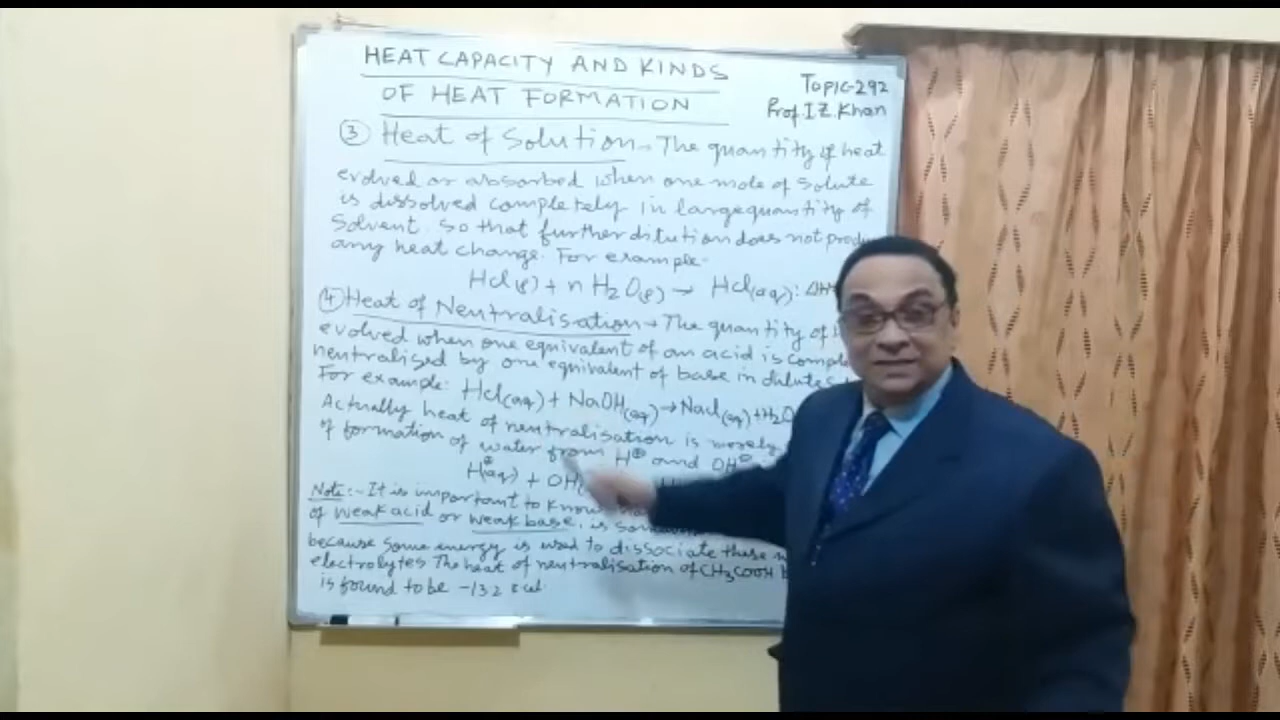 HEAT CAPACITY AND KINDS
OF HEAT FORMATION
TOPIC-292
Prof. I.Z. Khan
③ Heat of Solution → The quantity of heat
evolved or absorbed when one mole of solute
is dissolved completely in large quantity of
Solvent. So that further dilution does not
any heat change. For example-
Hcl(g) + n H2O(l) → Hcl(aq) : ΔH
④ Heat of Neutralisation → The quantity of
evolved when one equivalent of an acid is
neutralised by one equivalent of base in dilute
For example: Hcl(aq) + NaOH(aq) → Nacl(aq) + H2O
Actually heat of neutralisation is merely
of formation of water from H⊕ and OH⊖
H⊕(aq) + OH
Note:- It is important to know
of weak acid or weak base, is
because some energy is used to dissociate these
electrolytes The heat of neutralisation of CH3COOH
is found to be -13.2 kcal